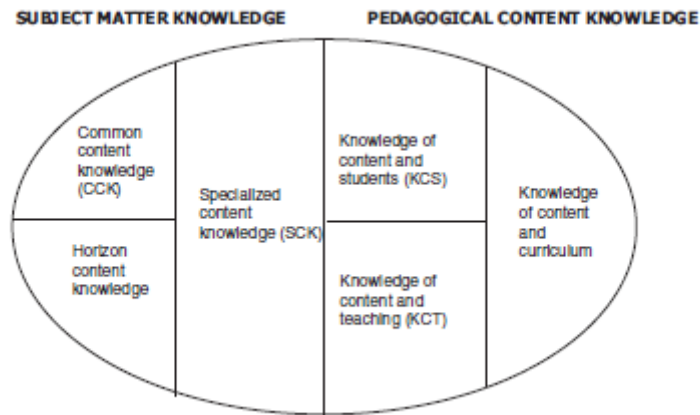 SUBJECT MATTER KNOWLEDGE
PEDAGOGICAL CONTENT KNOWLEDGE
Common
content
knowledge
(CCK)
Horizon
content
knowledge
Specialized
content
knowledge (SCK)
Knowledge of
content and
students (KCS)
Knowledge of
content and
teaching (KCT)
Knowledge
of content
and
curriculum